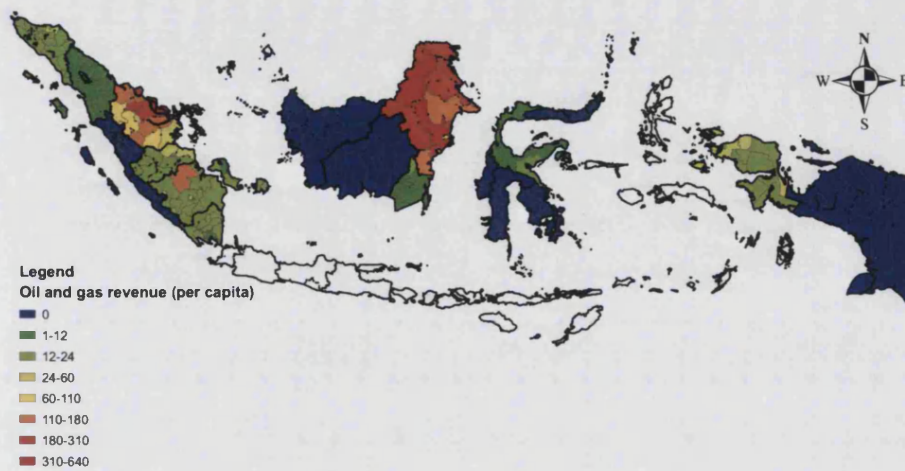 N
W E
S
Legend
Oil and gas revenue (per capita)
0
1-12
12-24
24-60
60-110
110-180
180-310
310-640